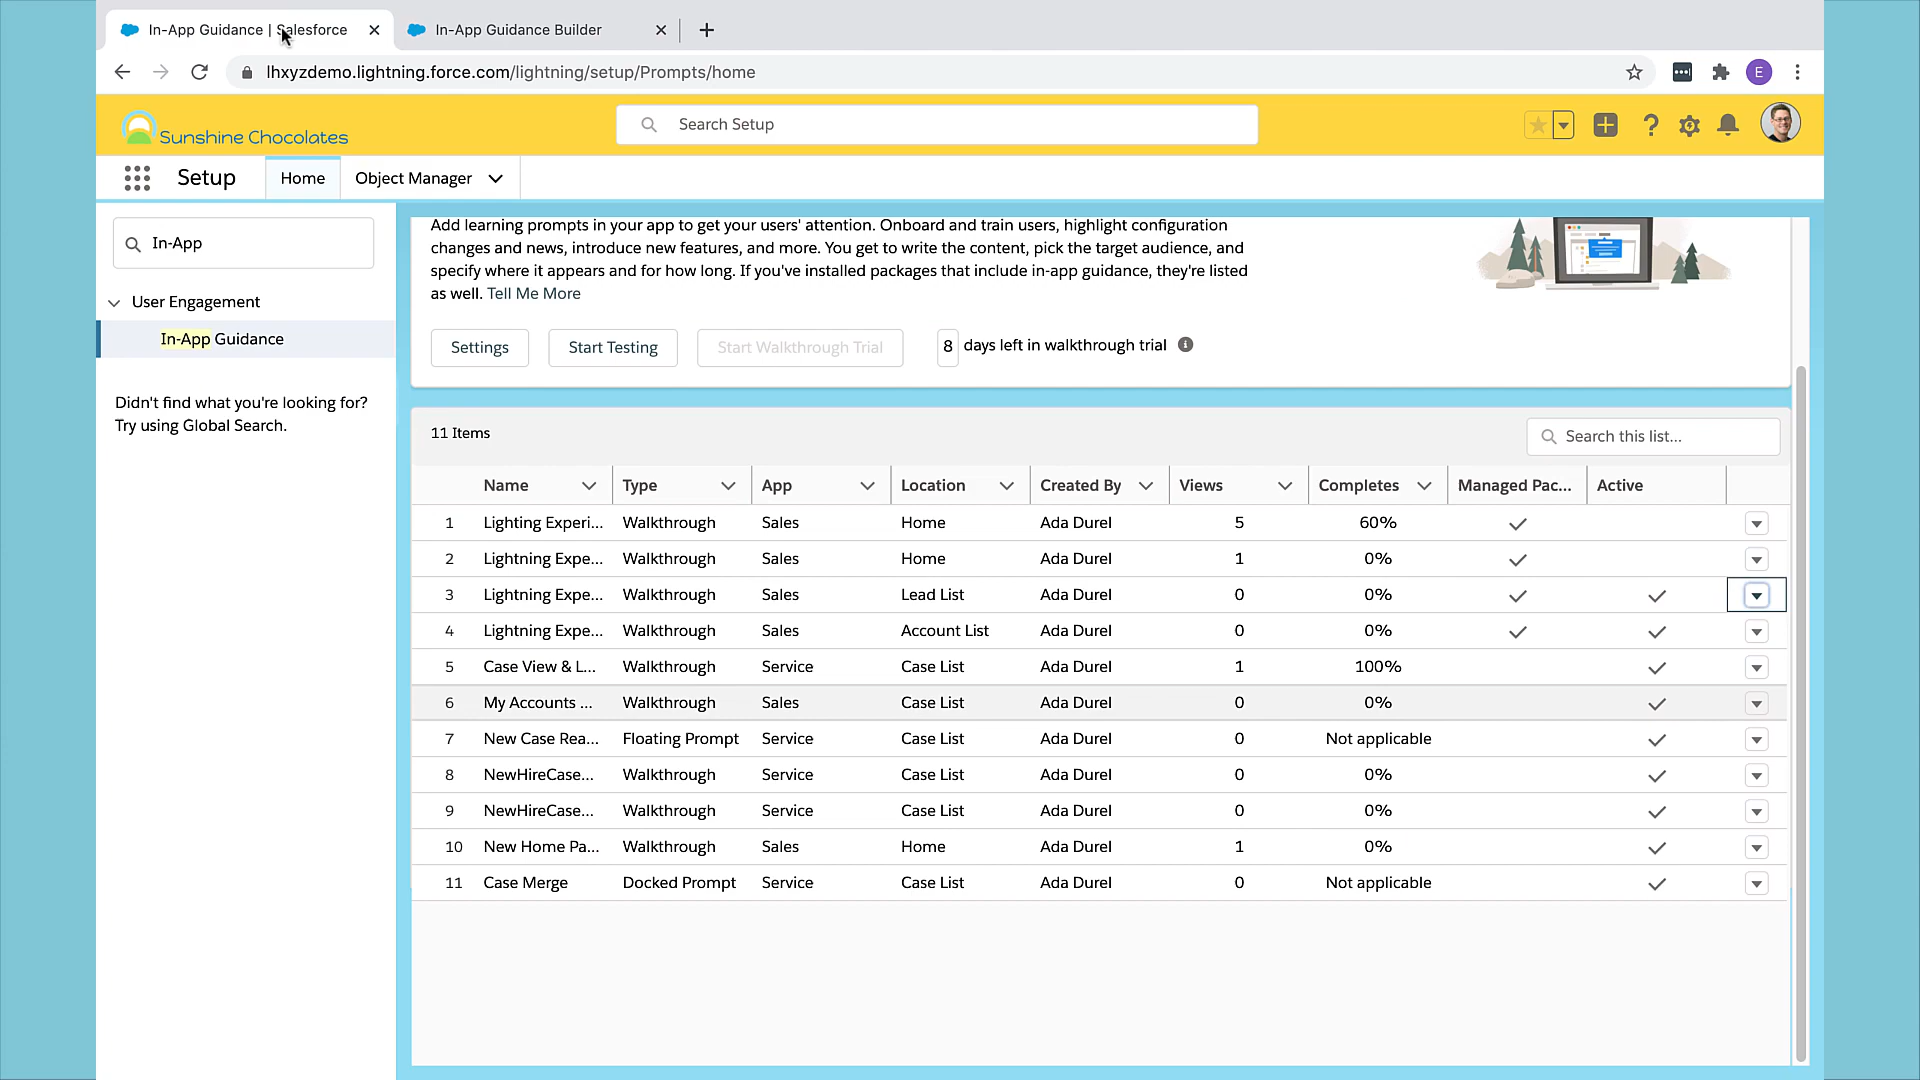 In-App Guidance | Salesforce
In-App Guidance Builder
lhxyzdemo.lightning.force.com/lightning/setup/Prompts/home
E
Sunshine Chocolates
Search Setup
Setup
Home
Object Manager
In-App
User Engagement
In-App Guidance
Didn't find what you're looking for?
Try using Global Search.
Add learning prompts in your app to get your users' attention. Onboard and train users, highlight configuration
changes and news, introduce new features, and more. You get to write the content, pick the target audience, and
specify where it appears and for how long. If you've installed packages that include in-app guidance, they're listed
as well. Tell Me More
Settings
Start Testing
Start Walkthrough Trial
8 days left in walkthrough trial
11 Items
Search this list...
Name Type App Location Created By Views Completes Managed Pac... Active
1 Lighting Experi... Walkthrough Sales Home Ada Durel 5 60%
2 Lightning Expe... Walkthrough Sales Home Ada Durel 1 0%
3 Lightning Expe... Walkthrough Sales Lead List Ada Durel 0 0%
4 Lightning Expe... Walkthrough Sales Account List Ada Durel 0 0%
5 Case View & L... Walkthrough Service Case List Ada Durel 1 100%
6 My Accounts ... Walkthrough Sales Case List Ada Durel 0 0%
7 New Case Rea... Floating Prompt Service Case List Ada Durel 0 Not applicable
8 NewHireCase... Walkthrough Service Case List Ada Durel 0 0%
9 NewHireCase... Walkthrough Service Case List Ada Durel 0 0%
10 New Home Pa... Walkthrough Sales Home Ada Durel 1 0%
11 Case Merge Docked Prompt Service Case List Ada Durel 0 Not applicable